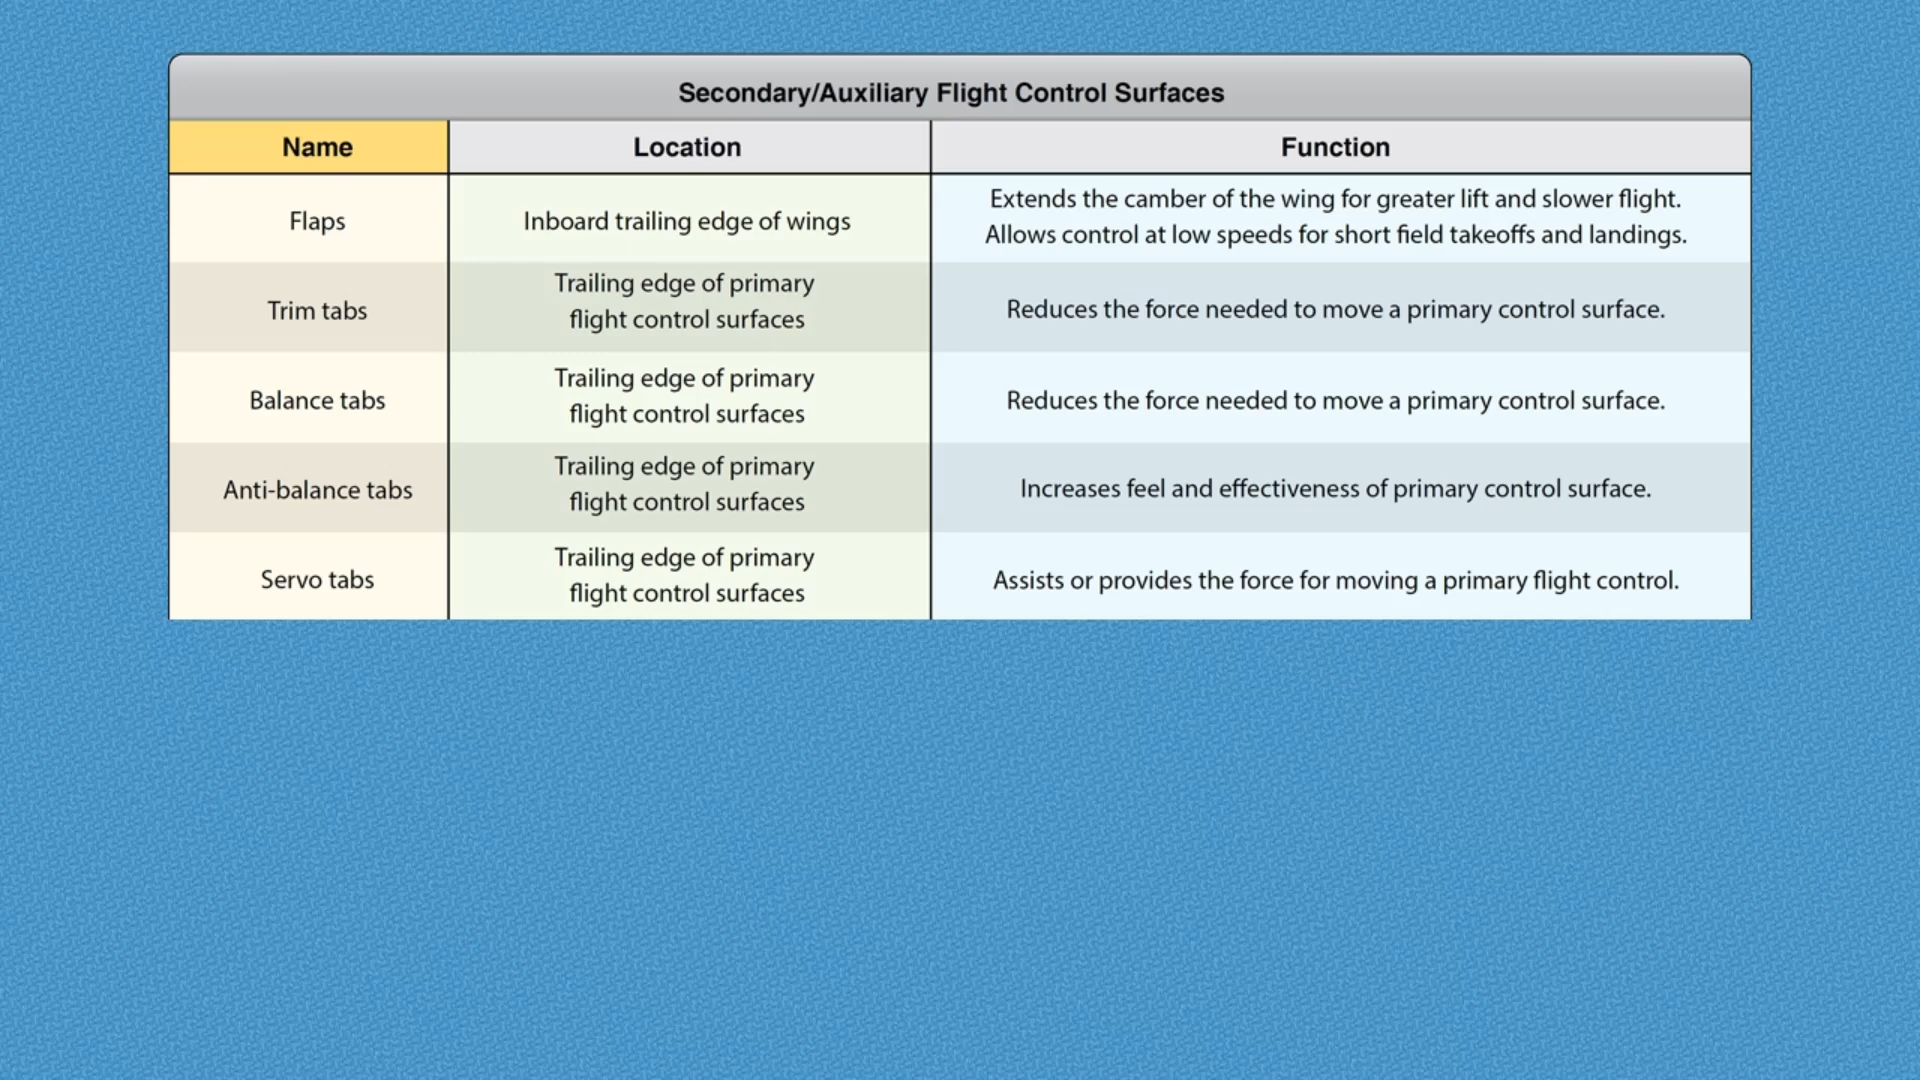 Secondary/Auxiliary Flight Control Surfaces
Name Location Function
Flaps
Inboard trailing edge of wings
Extends the camber of the wing for greater lift and slower flight.
Allows control at low speeds for short field takeoffs and landings.
Trim tabs
Trailing edge of primary
flight control surfaces
Reduces the force needed to move a primary control surface.
Balance tabs
Trailing edge of primary
flight control surfaces
Reduces the force needed to move a primary control surface.
Anti-balance tabs
Trailing edge of primary
flight control surfaces
Increases feel and effectiveness of primary control surface.
Servo tabs
Trailing edge of primary
flight control surfaces
Assists or provides the force for moving a primary flight control.